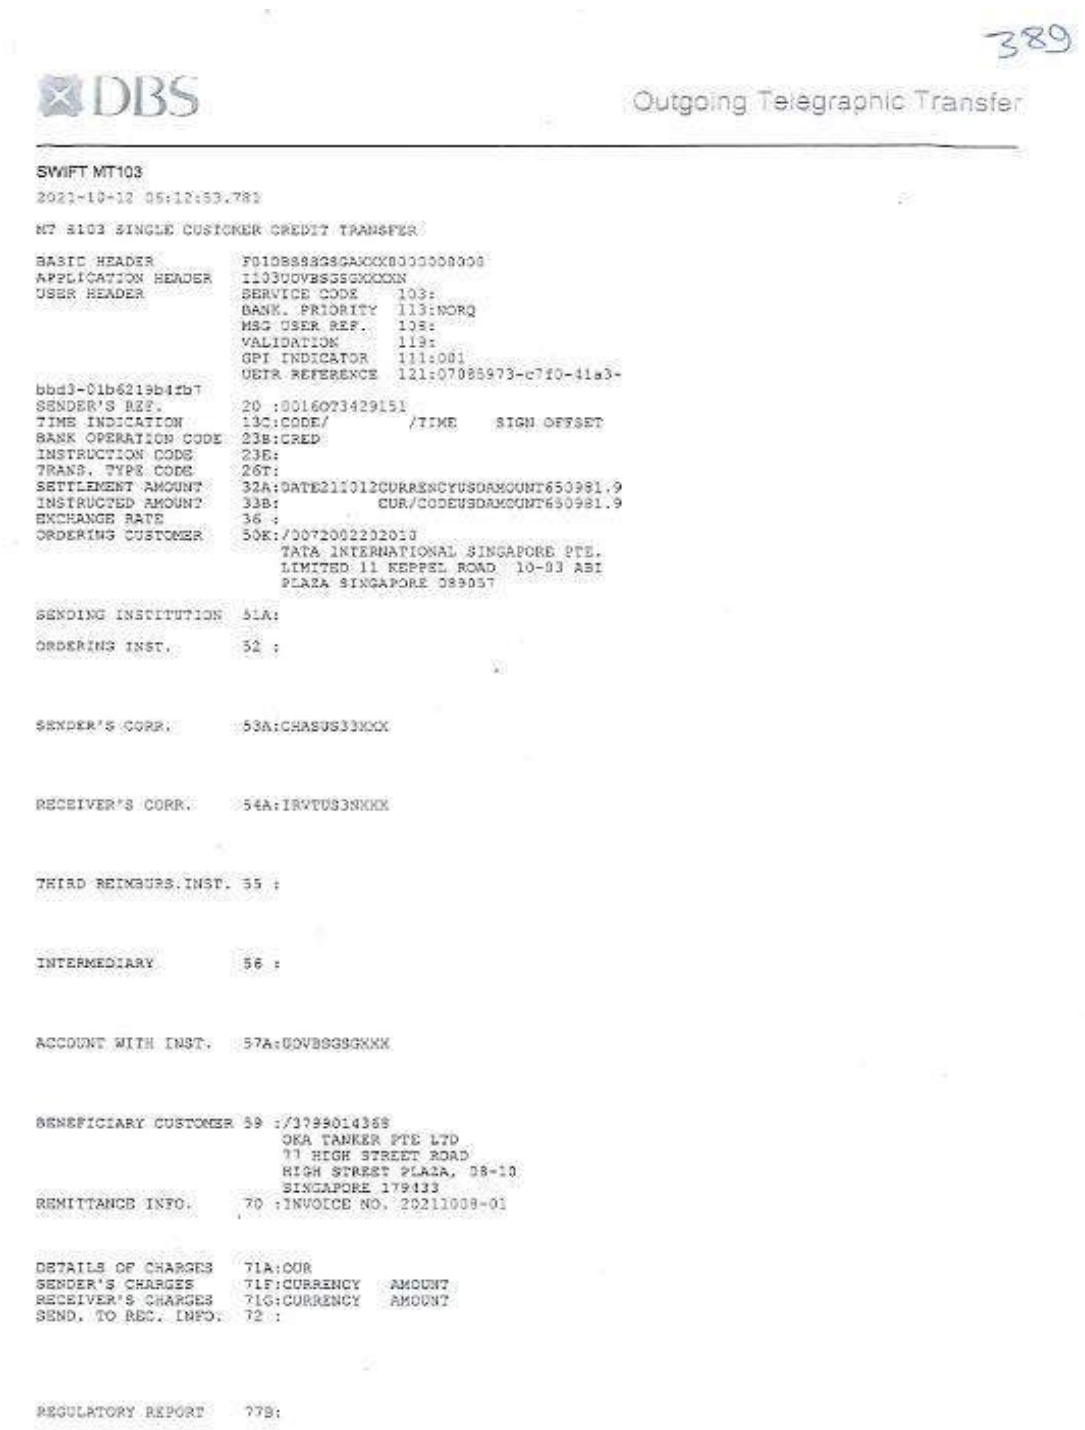 389
DBS
Outgoing Telegraphic Transfer
SWIFT MT103
2021-10-12 06:12:53.781
MT S103 SINGLE CUSTOMER CREDIT TRANSFER
BASIC HEADER F01DBSSSGSGAXXX0000000000
APPLICATION HEADER I103UOVBSGSGXXXXN
USER HEADER SERVICE CODE 103:
BANK. PRIORITY 113:NORQ
MSG USER REF. 108:
VALIDATION 119:
GPI INDICATOR 111:001
UETR REFERENCE 121:07085973-c7f0-41a3-
bbd3-01b6219b4fb7
SENDER'S REF. 20 :0016OT3429151
TIME INDICATION 13C:CODE/ /TIME SIGN OFFSET
BANK OPERATION CODE 23B:CRED
INSTRUCTION CODE 23E:
TRANS. TYPE CODE 26T:
SETTLEMENT AMOUNT 32A:DATE211012CURRENCYUSDAMOUNT650981.9
INSTRUCTED AMOUNT 33B: CUR/CODEUSDAMOUNT650981.9
EXCHANGE RATE 36 :
ORDERING CUSTOMER 50K:/0072002202010
TATA INTERNATIONAL SINGAPORE PTE.
LIMITED 11 KEPPEL ROAD 10-03 ABI
PLAZA SINGAPORE 089057
SENDING INSTITUTION 51A:
ORDERING INST. 52 :
SENDER'S CORR. 53A:CHASUS33XXX
RECEIVER'S CORR. 54A:IRVTUS3NXXX
THIRD REIMBURS.INST. 55 :
INTERMEDIARY 56 :
ACCOUNT WITH INST. 57A:UOVBSGSGXXX
BENEFICIARY CUSTOMER 59 :/3799014368
OKA TANKER PTE LTD
77 HIGH STREET ROAD
HIGH STREET PLAZA, 08-10
SINGAPORE 179433
REMITTANCE INFO. 70 :INVOICE NO. 20211008-01
DETAILS OF CHARGES 71A:OUR
SENDER'S CHARGES 71F:CURRENCY AMOUNT
RECEIVER'S CHARGES 71G:CURRENCY AMOUNT
SEND. TO REC. INFO. 72 :
REGULATORY REPORT 77B: